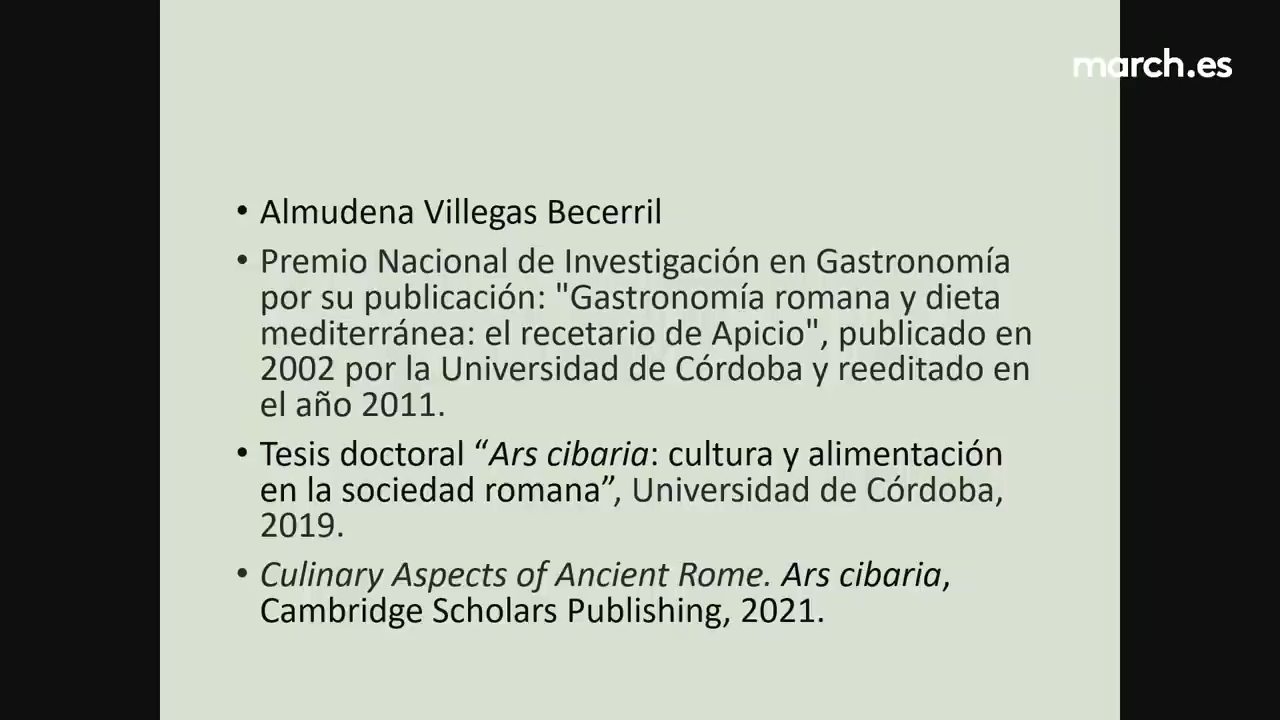 march.es
• Almudena Villegas Becerril
• Premio Nacional de Investigación en Gastronomía
por su publicación: "Gastronomía romana y dieta
mediterránea: el recetario de Apicio", publicado en
2002 por la Universidad de Córdoba y reeditado en
el año 2011.
• Tesis doctoral “Ars cibaria: cultura y alimentación
en la sociedad romana”, Universidad de Córdoba,
2019.
• Culinary Aspects of Ancient Rome. Ars cibaria,
Cambridge Scholars Publishing, 2021.